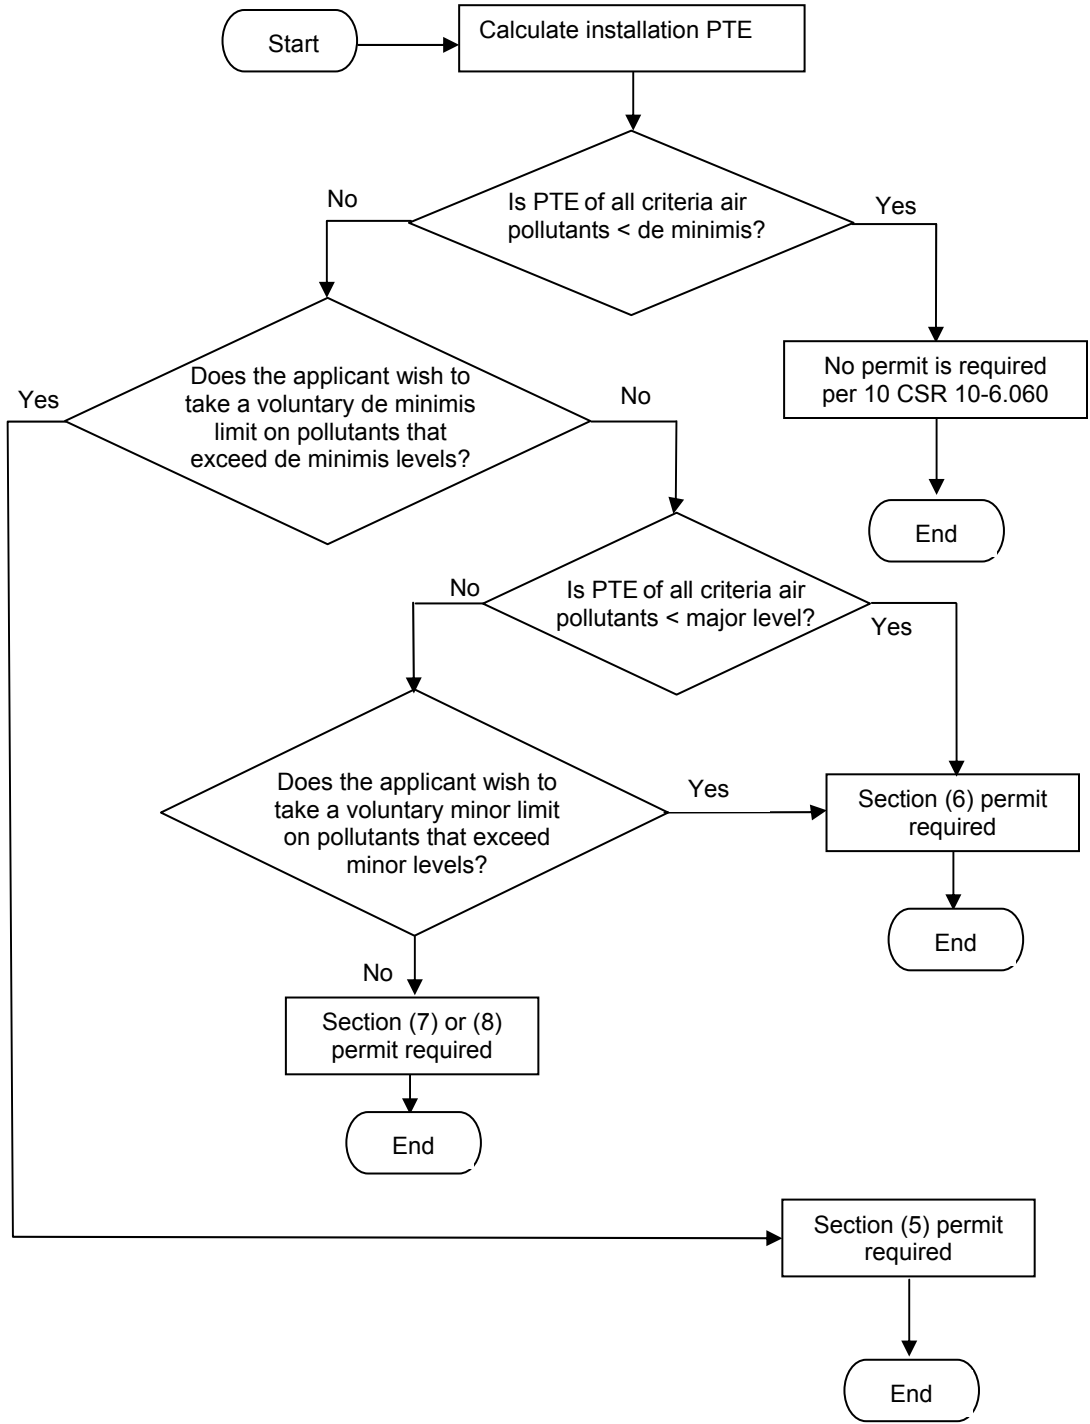 Start
Calculate installation PTE
Is PTE of all criteria air
pollutants < de minimis?
No
Yes
No permit is required
per 10 CSR 10-6.060
End
Does the applicant wish to
take a voluntary de minimis
limit on pollutants that
exceed de minimis levels?
Yes
No
Is PTE of all criteria air
pollutants < major level?
No
Yes
Does the applicant wish to
take a voluntary minor limit
on pollutants that exceed
minor levels?
Yes
Section (6) permit
required
End
No
Section (7) or (8)
permit required
End
Section (5) permit
required
End